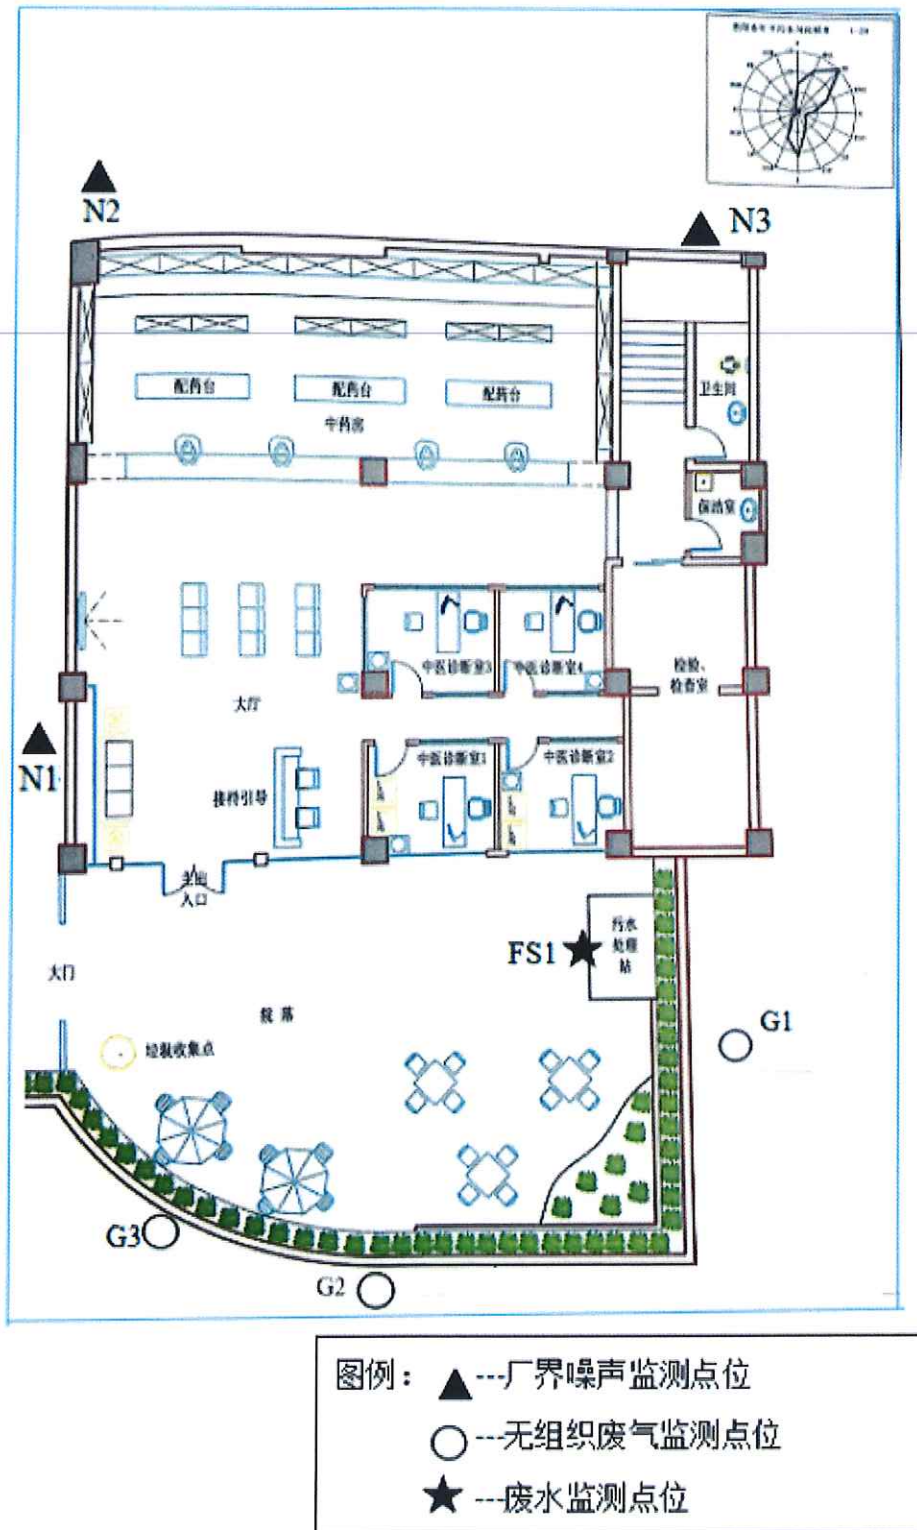 1-20
N2
N3
配药台
配药台
配药台
中药房
卫生间
保洁室
中医诊断室3
中医诊断室4
检验、
检查室
大厅
N1
中医诊断室1
中医诊断室2
接待引导
主出
入口
污水
处理
站
FS1
大门
院 落
G1
垃圾收集点
G3
G2
图例：
▲---厂界噪声监测点位
○---无组织废气监测点位
★---废水监测点位